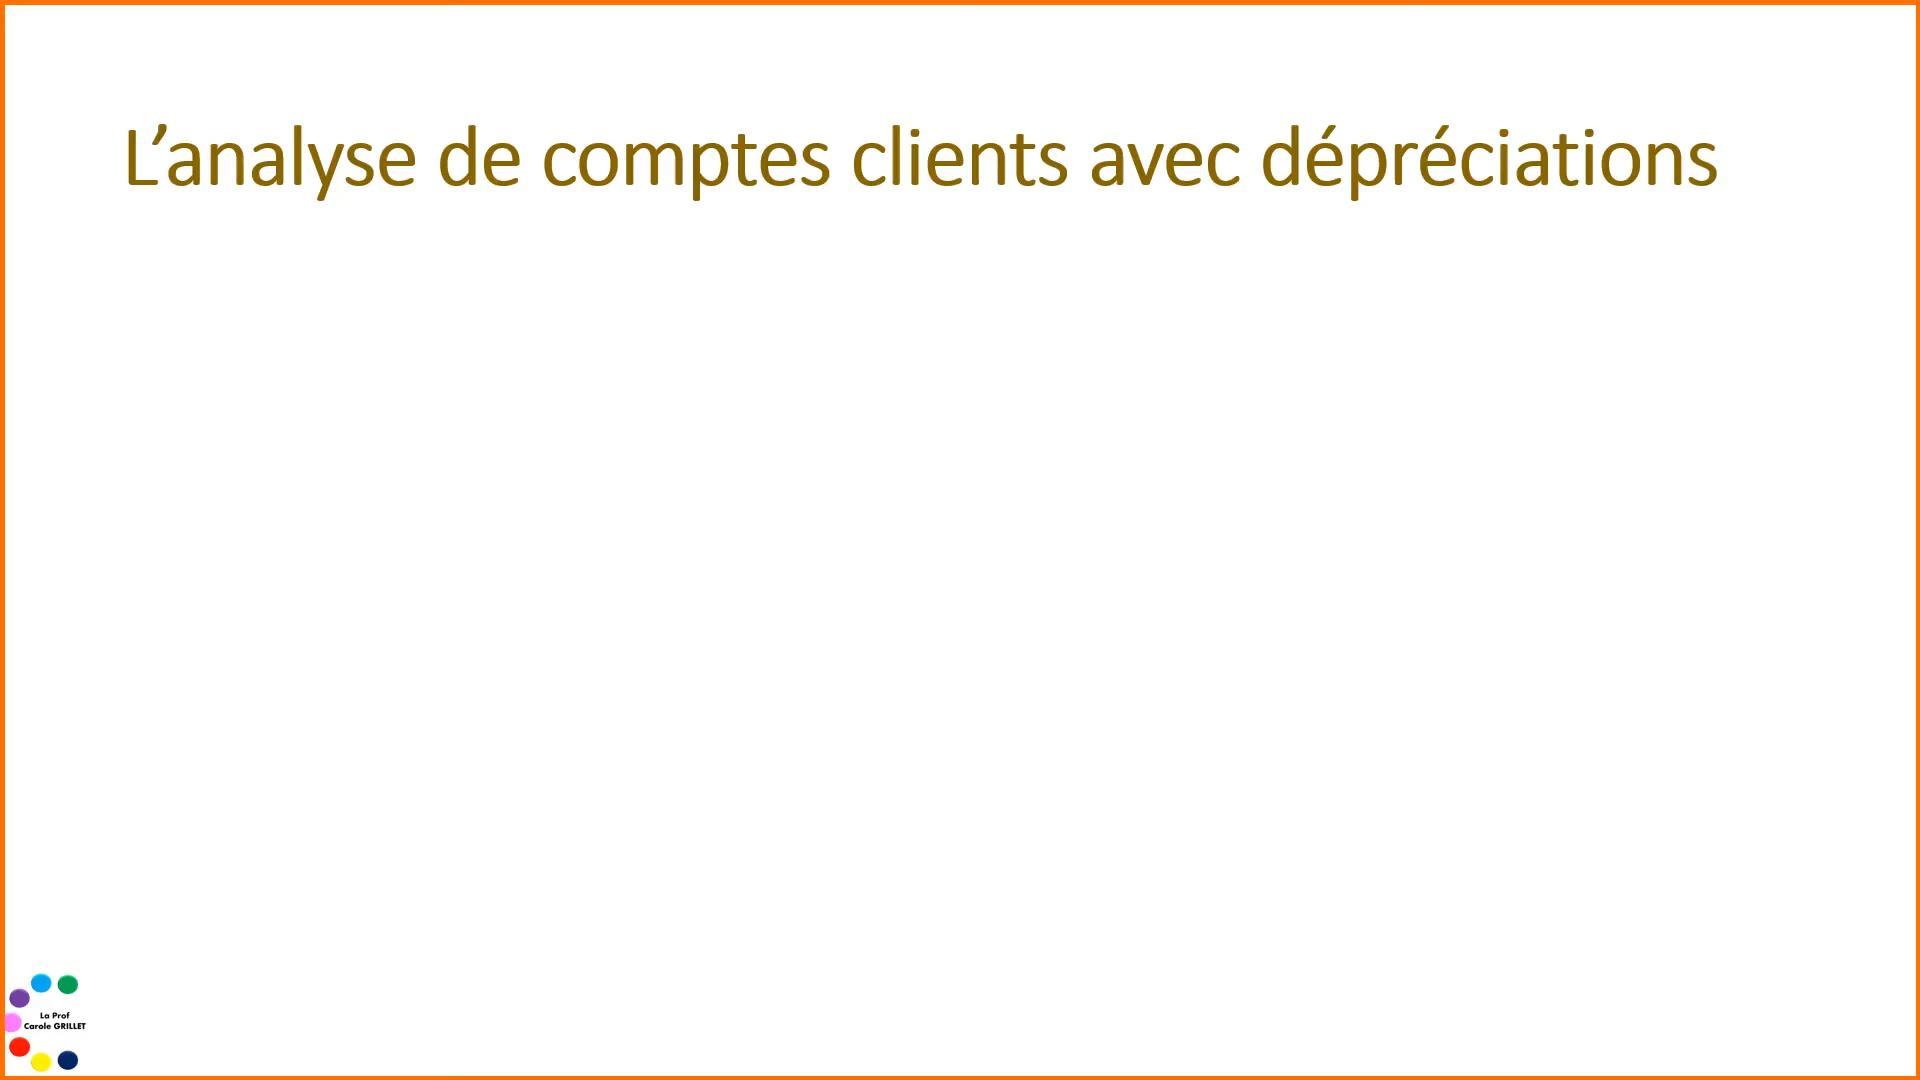 L’analyse de comptes clients avec dépréciations
La Prof
Carole GRILLET